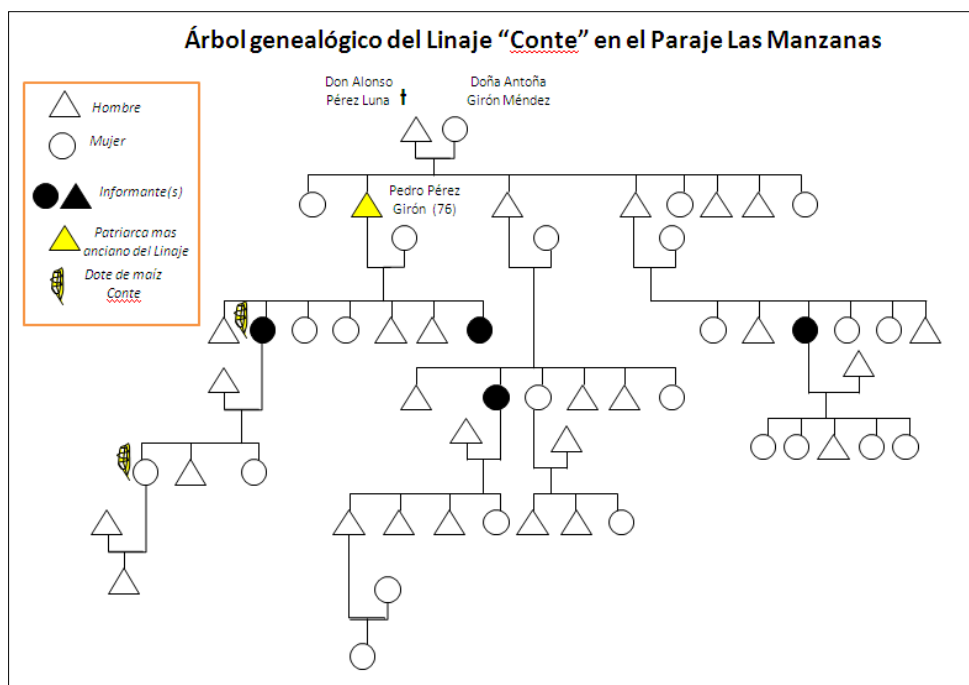 Árbol genealógico del Linaje “Conte” en el Paraje Las Manzanas
Don Alonso
Pérez Luna
Doña Antoña
Girón Méndez
Hombre
Mujer
Informante(s)
Patriarca mas
anciano del Linaje
Dote de maíz
Conte
Pedro Pérez
Girón (76)